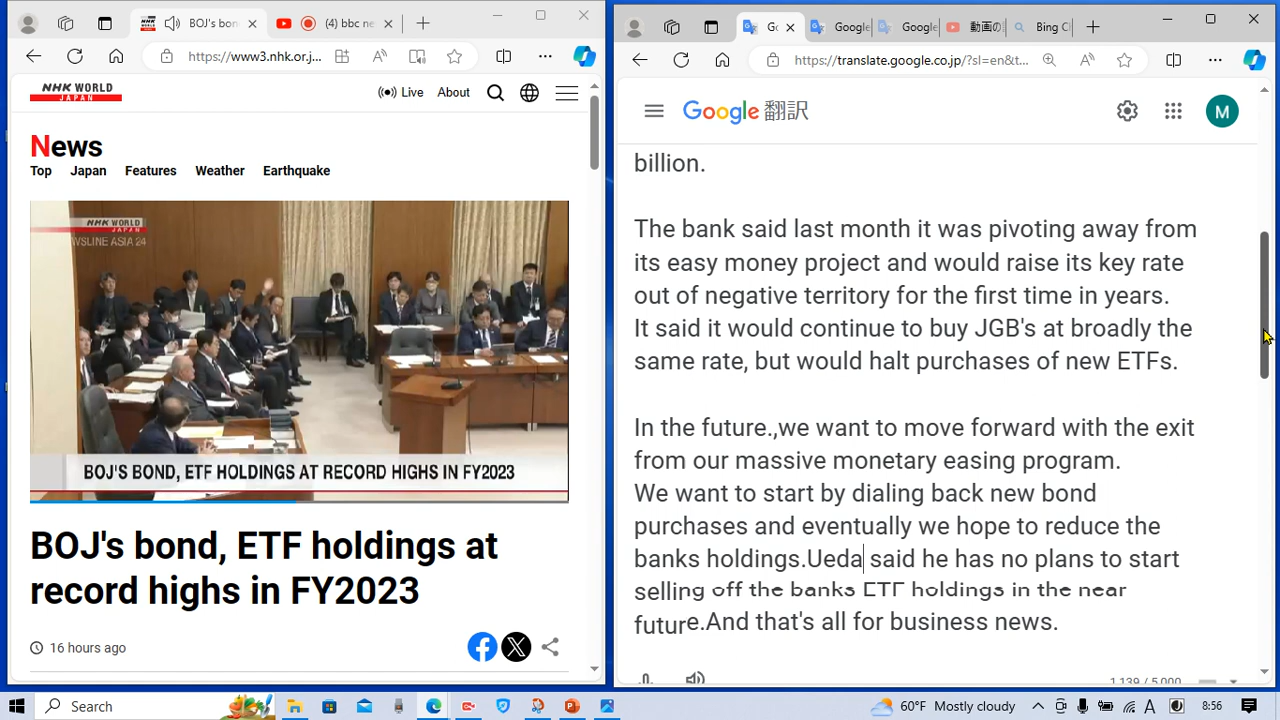 BOJ's bon
(4) bbc ne
https://www3.nhk.or.j...
NHK WORLD
JAPAN
Live
About
News
Top
Japan
Features
Weather
Earthquake
NHK WORLD
NEWSLINE ASIA 24
BOJ'S BOND, ETF HOLDINGS AT RECORD HIGHS IN FY2023
BOJ's bond, ETF holdings at
record highs in FY2023
16 hours ago
Go
Google
Google
動画の
Bing C
https://translate.google.co.jp/?sl=en&t...
Google 翻訳
M
billion.
The bank said last month it was pivoting away from
its easy money project and would raise its key rate
out of negative territory for the first time in years.
It said it would continue to buy JGB's at broadly the
same rate, but would halt purchases of new ETFs.
In the future.,we want to move forward with the exit
from our massive monetary easing program.
We want to start by dialing back new bond
purchases and eventually we hope to reduce the
banks holdings.Ueda said he has no plans to start
selling off the banks ETF holdings in the near
future.And that's all for business news.
1,139 / 5,000
Search
60°F Mostly cloudy
A
8:56